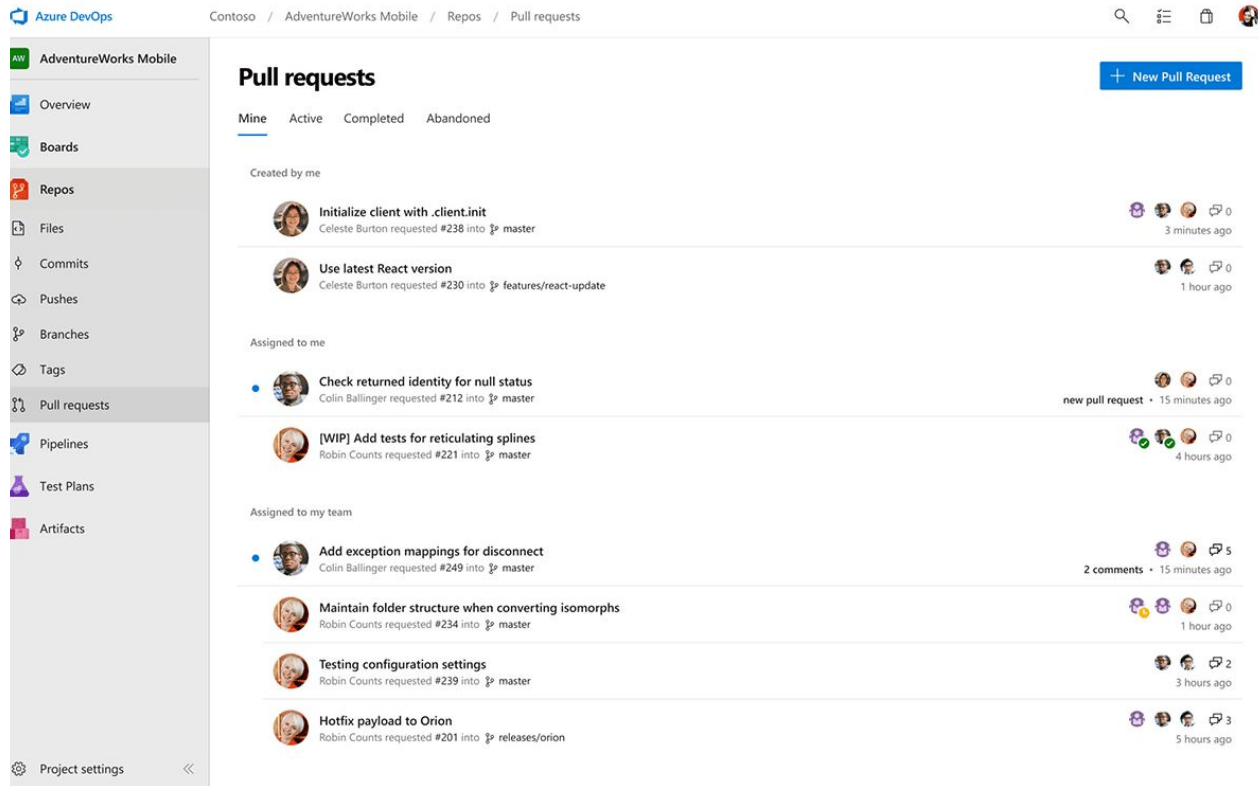 Azure DevOps
Contoso / AdventureWorks Mobile / Repos / Pull requests
AW AdventureWorks Mobile
Overview
Boards
Repos
Files
Commits
Pushes
Branches
Tags
Pull requests
Pipelines
Test Plans
Artifacts
Project settings
Pull requests
New Pull Request
Mine Active Completed Abandoned
Created by me
Initialize client with .client.init
Celeste Burton requested #238 into master
0
3 minutes ago
Use latest React version
Celeste Burton requested #230 into features/react-update
0
1 hour ago
Assigned to me
Check returned identity for null status
Colin Ballinger requested #212 into master
0
new pull request • 15 minutes ago
[WIP] Add tests for reticulating splines
Robin Counts requested #221 into master
0
4 hours ago
Assigned to my team
Add exception mappings for disconnect
Colin Ballinger requested #249 into master
5
2 comments • 15 minutes ago
Maintain folder structure when converting isomorphs
Robin Counts requested #234 into master
0
1 hour ago
Testing configuration settings
Robin Counts requested #239 into master
2
3 hours ago
Hotfix payload to Orion
Robin Counts requested #201 into releases/orion
3
5 hours ago